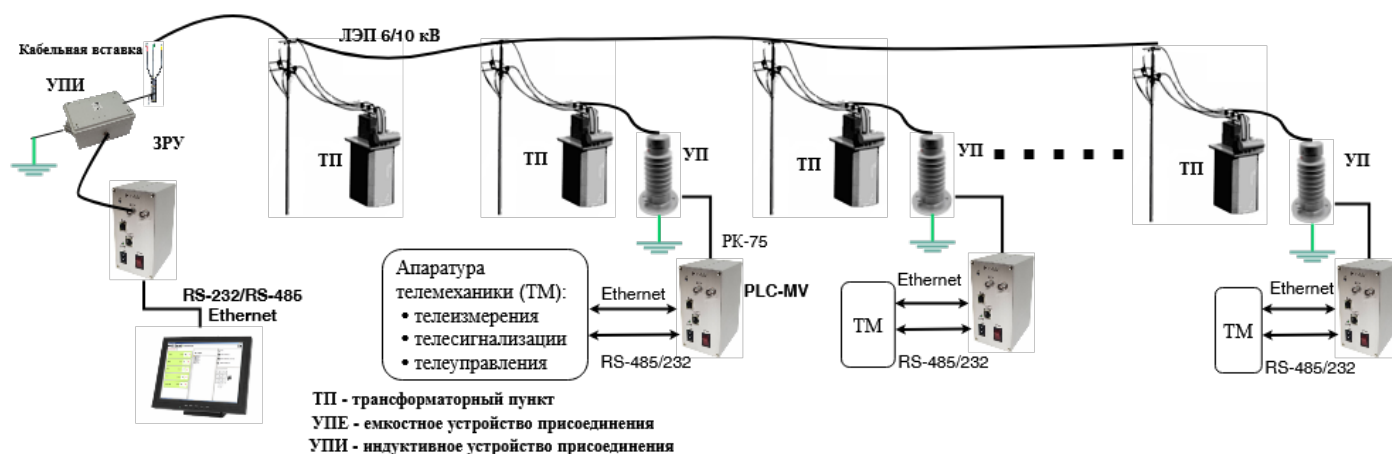 ЛЭП 6/10 кВ
Кабельная вставка
УПИ
ЗРУ
ТП
ТП
УП
ТП
УП
ТП
УП
РК-75
RS-232/RS-485
Ethernet
Апаратура
телемеханики (ТМ):
• телеизмерения
• телесигнализации
• телеуправления
Ethernet
RS-485/232
PLC-MV
ТМ
Ethernet
RS-485/232
ТМ
Ethernet
RS-485/232
ТП - трансформаторный пункт
УПЕ - емкостное устройство присоединения
УПИ - индуктивное устройство присоединения